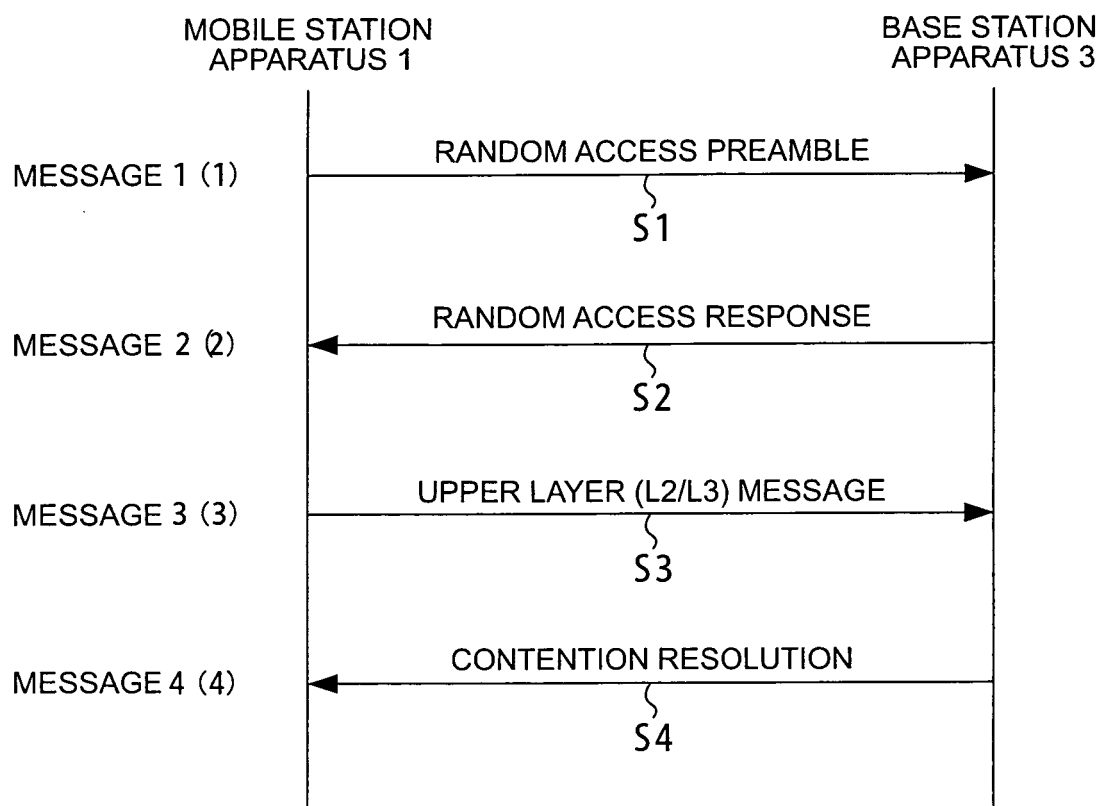 MOBILE STATION
APPARATUS 1
BASE STATION
APPARATUS 3
MESSAGE 1 (1)
RANDOM ACCESS PREAMBLE
S1
MESSAGE 2 (2)
RANDOM ACCESS RESPONSE
S2
MESSAGE 3 (3)
UPPER LAYER (L2/L3) MESSAGE
S3
MESSAGE 4 (4)
CONTENTION RESOLUTION
S4